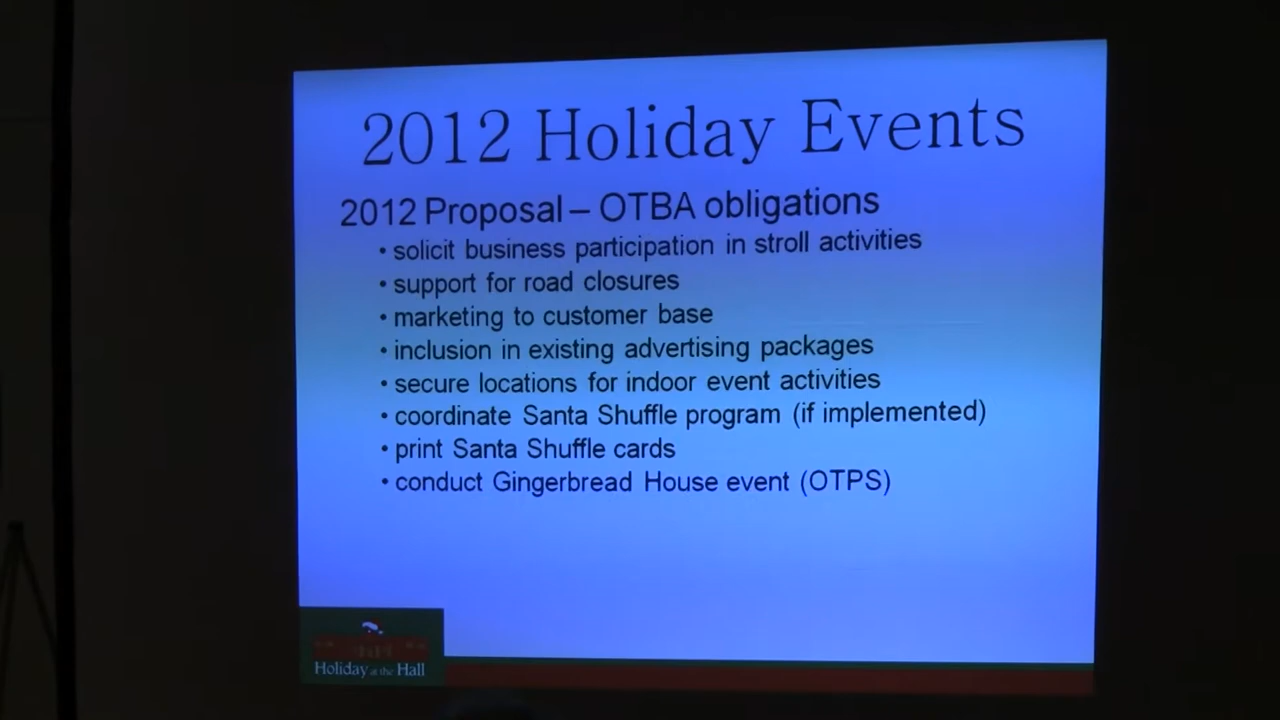 2012 Holiday Events
2012 Proposal – OTBA obligations
• solicit business participation in stroll activities
• support for road closures
• marketing to customer base
• inclusion in existing advertising packages
• secure locations for indoor event activities
• coordinate Santa Shuffle program (if implemented)
• print Santa Shuffle cards
• conduct Gingerbread House event (OTPS)
Holiday at the Hall